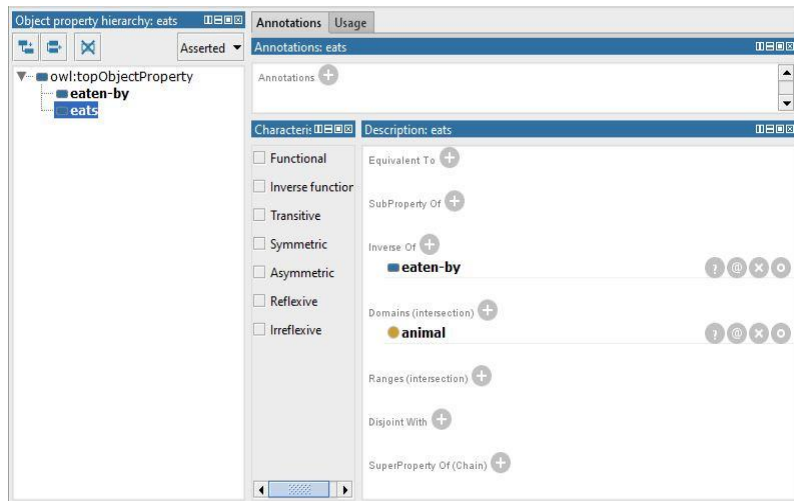 Object property hierarchy: eats
Asserted
owl:topObjectProperty
eaten-by
eats
Annotations Usage
Annotations: eats
Annotations
Characteris
Functional
Inverse function
Transitive
Symmetric
Asymmetric
Reflexive
Irreflexive
Description: eats
Equivalent To
SubProperty Of
Inverse Of
eaten-by
? @ X O
Domains (intersection)
animal
? @ X O
Ranges (intersection)
Disjoint With
SuperProperty Of (Chain)